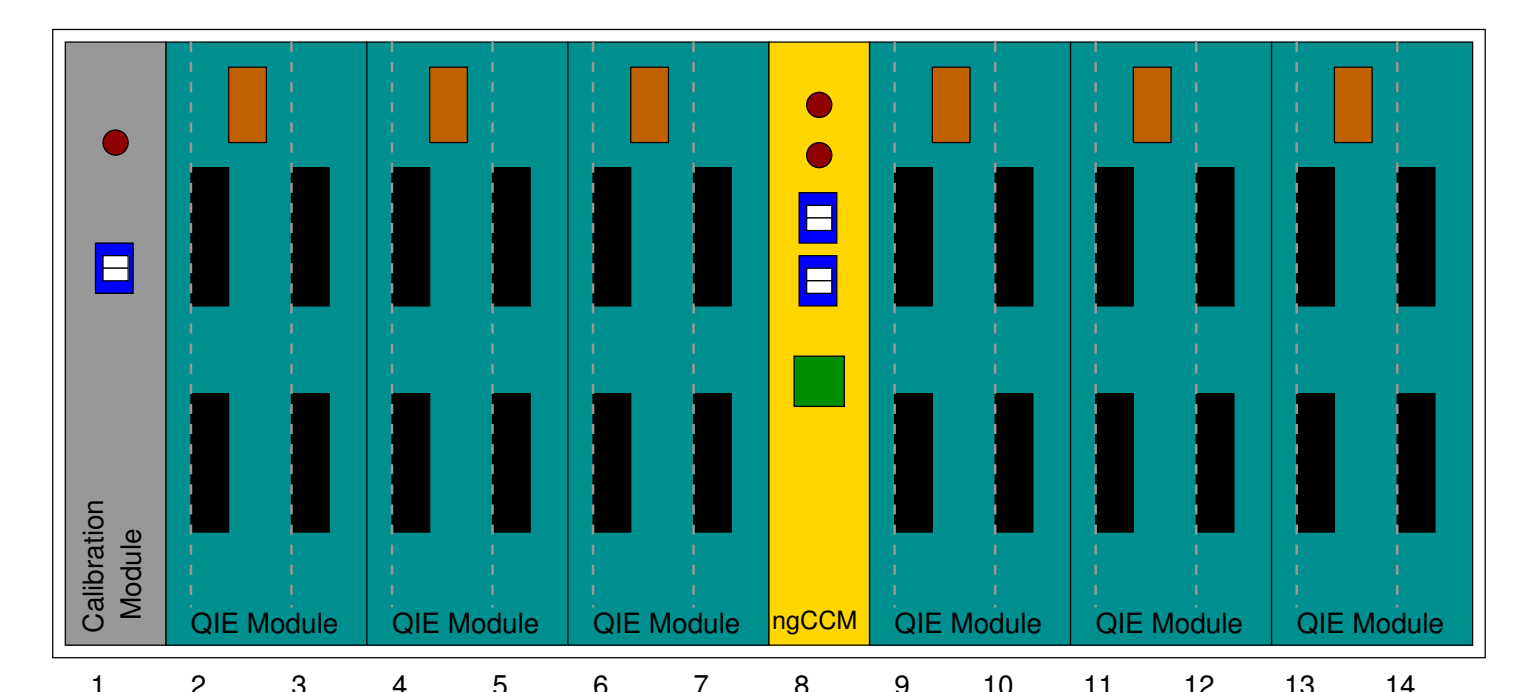 Calibration
Module
QIE Module
QIE Module
QIE Module
ngCCM
QIE Module
QIE Module
QIE Module
1 2 3 4 5 6 7 8 9 10 11 12 13 14